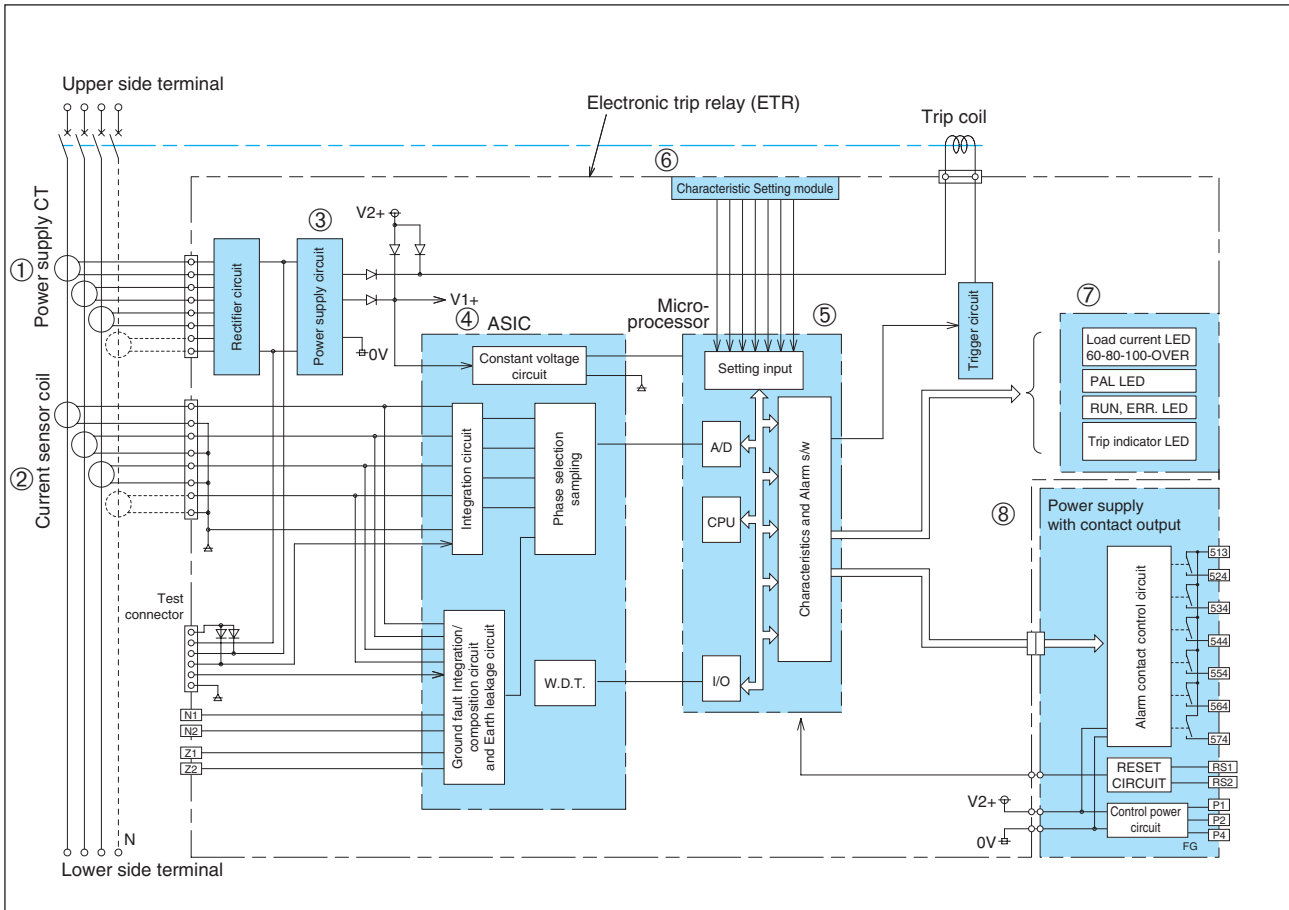 Upper side terminal
Electronic trip relay (ETR)
Trip coil
⑥
Characteristic Setting module
① Power supply CT
Rectifier circuit
③
Power supply circuit
V2+
V1+
0V
④ ASIC
Constant voltage
circuit
Micro-
processor
⑤
Setting input
Trigger circuit
⑦
Load current LED
60-80-100-OVER
PAL LED
RUN, ERR. LED
Trip indicator LED
② Current sensor coil
Integration circuit
Phase selection
sampling
A/D
CPU
I/O
Characteristics and Alarm s/w
⑧
Power supply
with contact output
Alarm contact control circuit
513
524
534
544
554
564
574
Test
connector
Ground fault Integration/
composition circuit
and Earth leakage circuit
W.D.T.
N1
N2
Z1
Z2
RESET
CIRCUIT
RS1
RS2
V2+
0V
Control power
circuit
P1
P2
P4
FG
N
Lower side terminal